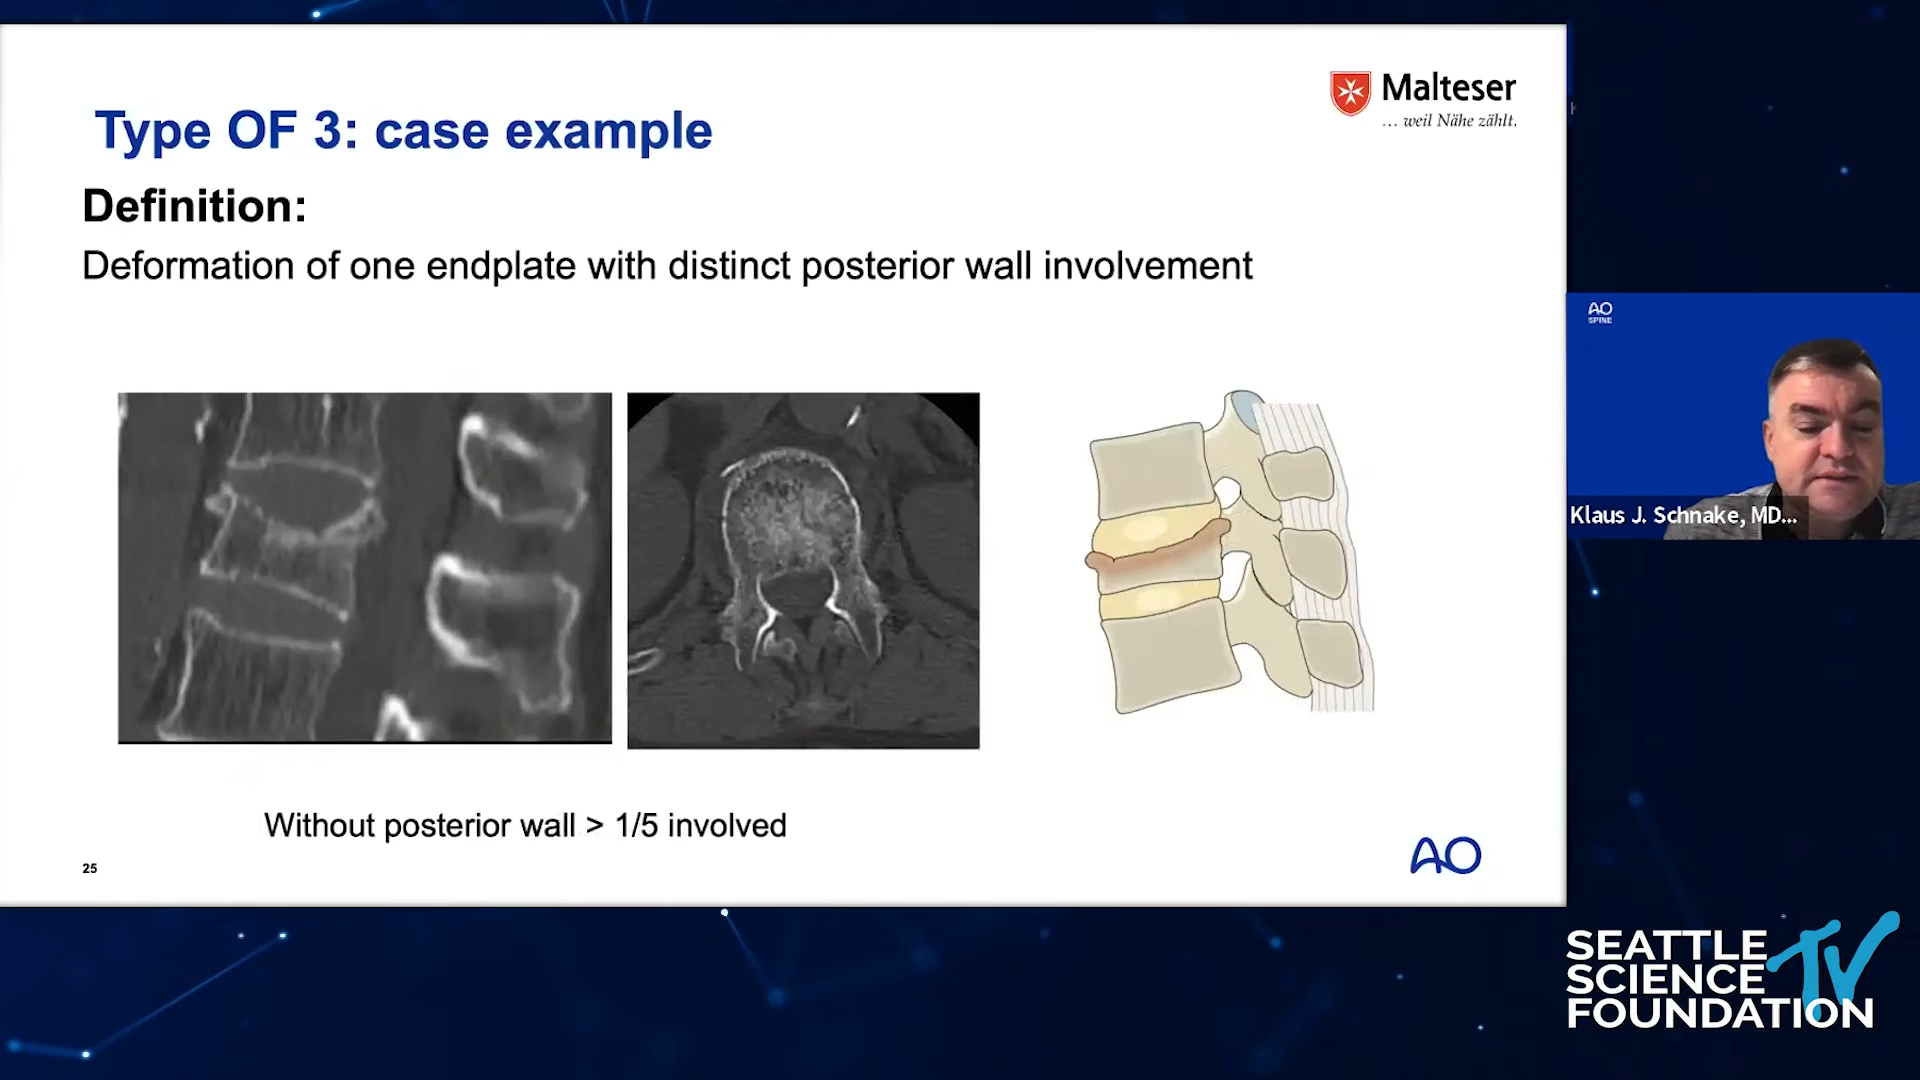 Malteser
... weil Nähe zählt.
Type OF 3: case example
Definition:
Deformation of one endplate with distinct posterior wall involvement
AO
SPINE
Klaus J. Schnake, MD...
Without posterior wall > 1/5 involved
25
AO
SEATTLE
SCIENCE
FOUNDATION
TV